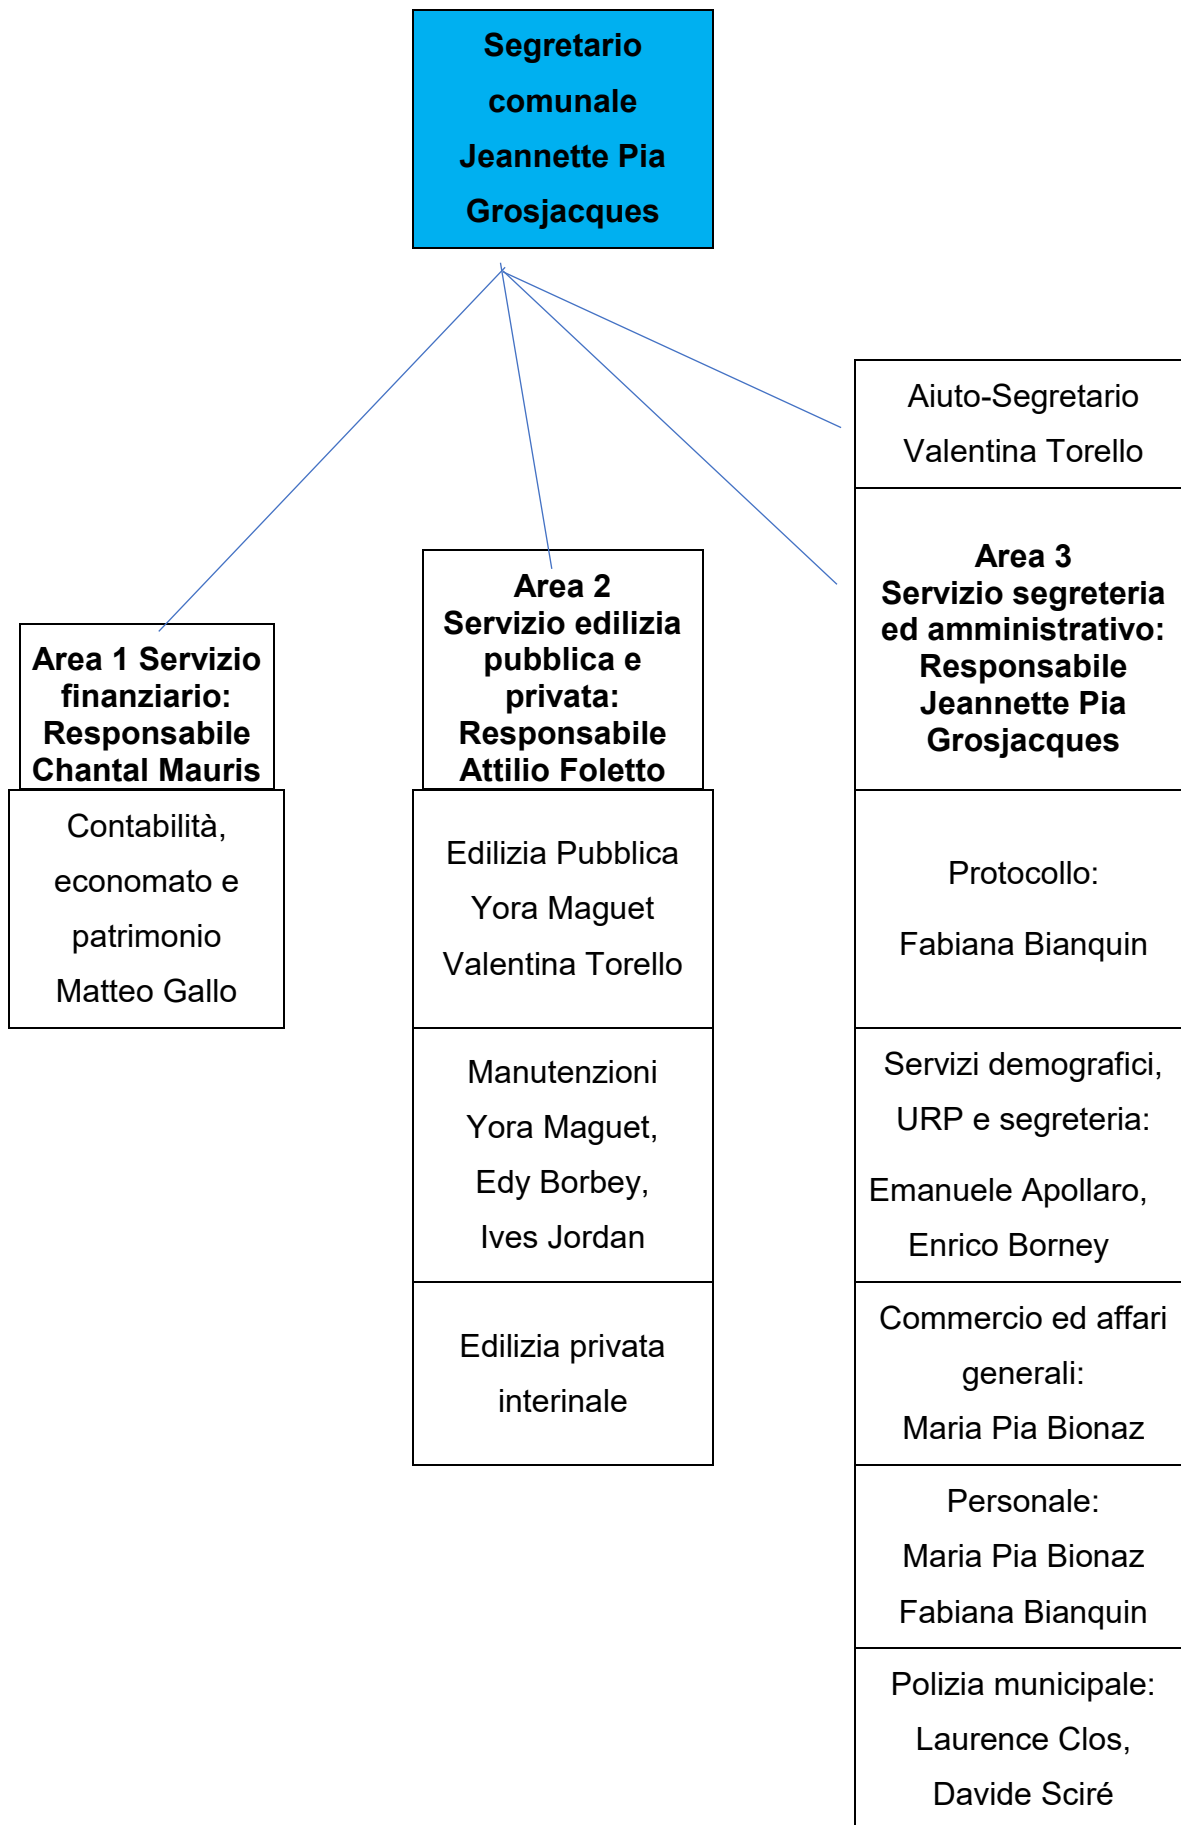 Segretario
comunale
Jeannette Pia
Grosjacques
Area 1 Servizio
finanziario:
Responsabile
Chantal Mauris
Contabilità,
economato e
patrimonio
Matteo Gallo
Area 2
Servizio edilizia
pubblica e
privata:
Responsabile
Attilio Foletto
Edilizia Pubblica
Yora Maguet
Valentina Torello
Manutenzioni
Yora Maguet,
Edy Borbey,
Ives Jordan
Edilizia privata
interinale
Aiuto-Segretario
Valentina Torello
Area 3
Servizio segreteria
ed amministrativo:
Responsabile
Jeannette Pia
Grosjacques
Protocollo:
Fabiana Bianquin
Servizi demografici,
URP e segreteria:
Emanuele Apollaro,
Enrico Borney
Commercio ed affari
generali:
Maria Pia Bionaz
Personale:
Maria Pia Bionaz
Fabiana Bianquin
Polizia municipale:
Laurence Clos,
Davide Sciré